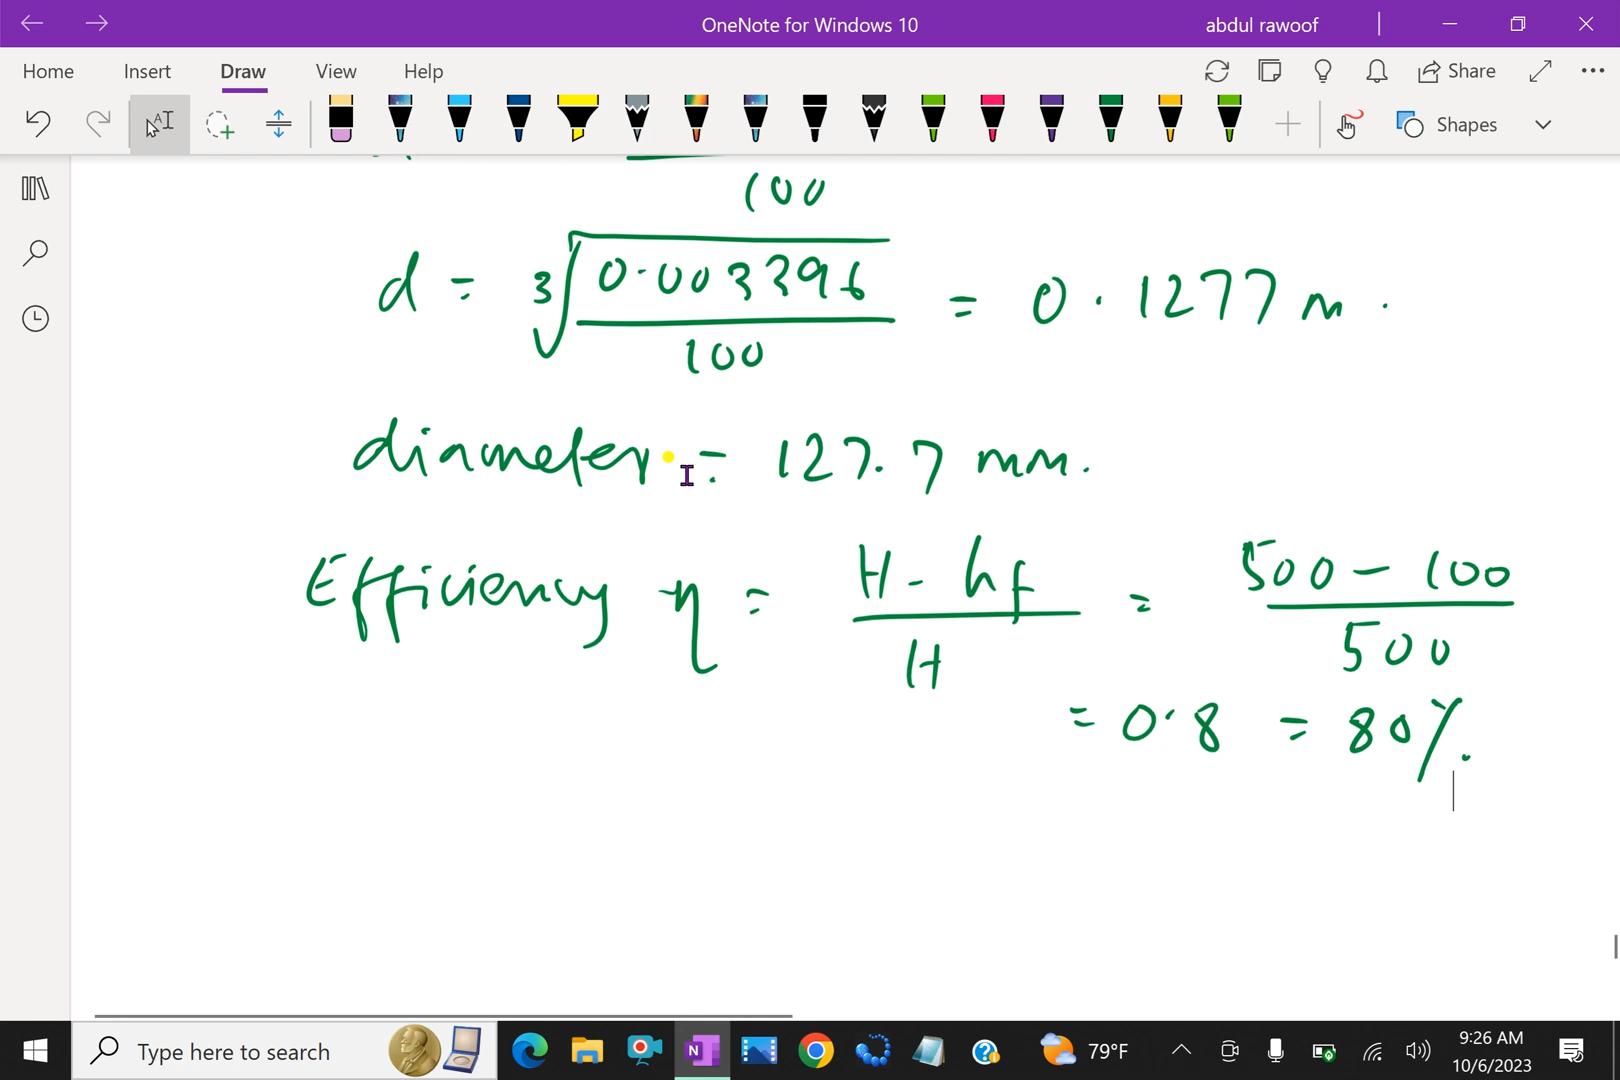 OneNote for Windows 10
abdul rawoof
Home Insert Draw View Help
Share
Shapes
100
d = ∛(0.003396 / 100) = 0.1277 m.
diameter = 127.7 mm.
Efficiency η = (H - hf) / H = (500 - 100) / 500
= 0.8 = 80%.
Type here to search
79°F
9:26 AM
10/6/2023